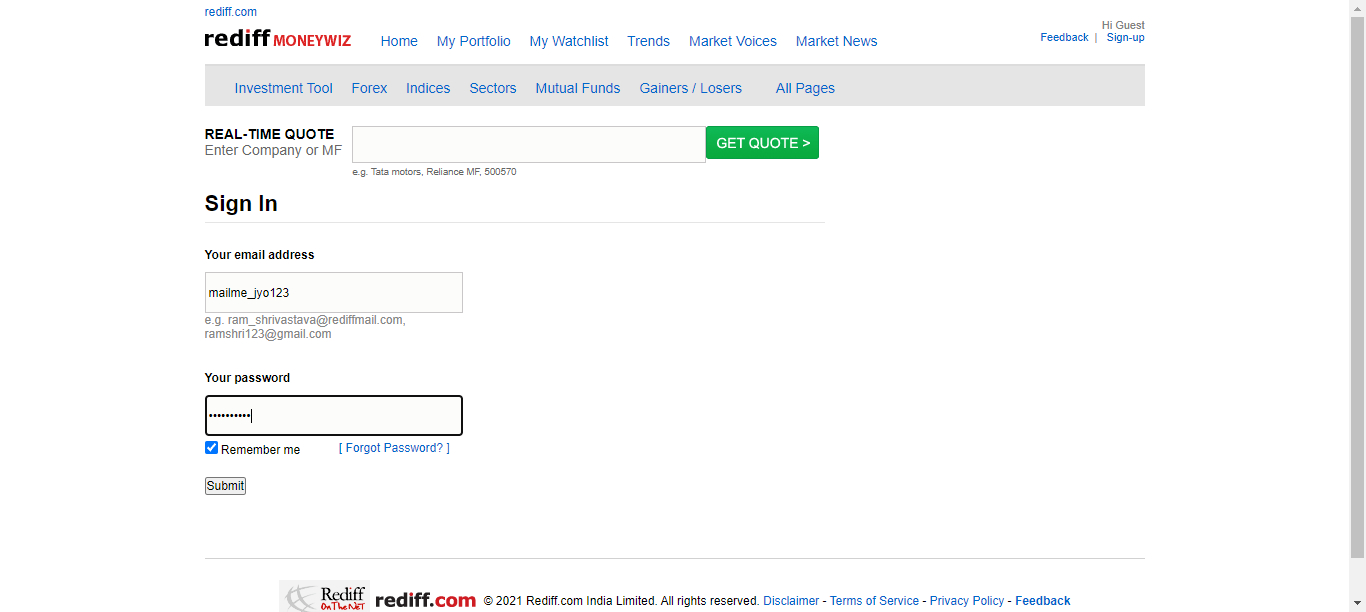 rediff.com
rediff MONEYWIZ Home My Portfolio My Watchlist Trends Market Voices Market News
Hi Guest
Feedback | Sign-up
Investment Tool Forex Indices Sectors Mutual Funds Gainers / Losers All Pages
REAL-TIME QUOTE
Enter Company or MF
GET QUOTE >
e.g. Tata motors, Reliance MF, 500570
Sign In
Your email address
mailme_jyo123
e.g. ram_shrivastava@rediffmail.com,
ramshri123@gmail.com
Your password
••••••••••
Remember me [ Forgot Password? ]
Submit
Rediff
On The NeT
rediff.com © 2021 Rediff.com India Limited. All rights reserved. Disclaimer - Terms of Service - Privacy Policy - Feedback